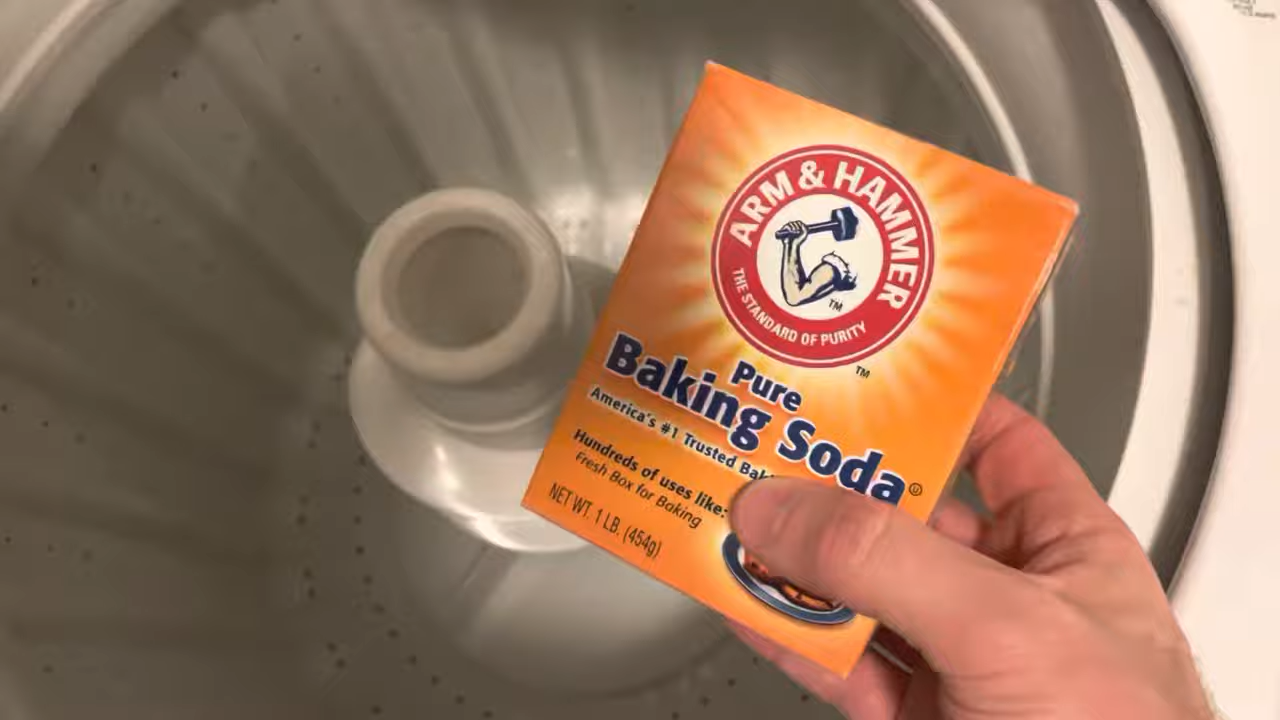 ARM & HAMMER
THE STANDARD OF PURITY
TM
TM
Pure
Baking Soda
America's #1 Trusted
Hundreds of uses like:
Fresh Box for Baking
NET WT. 1 LB. (454g)